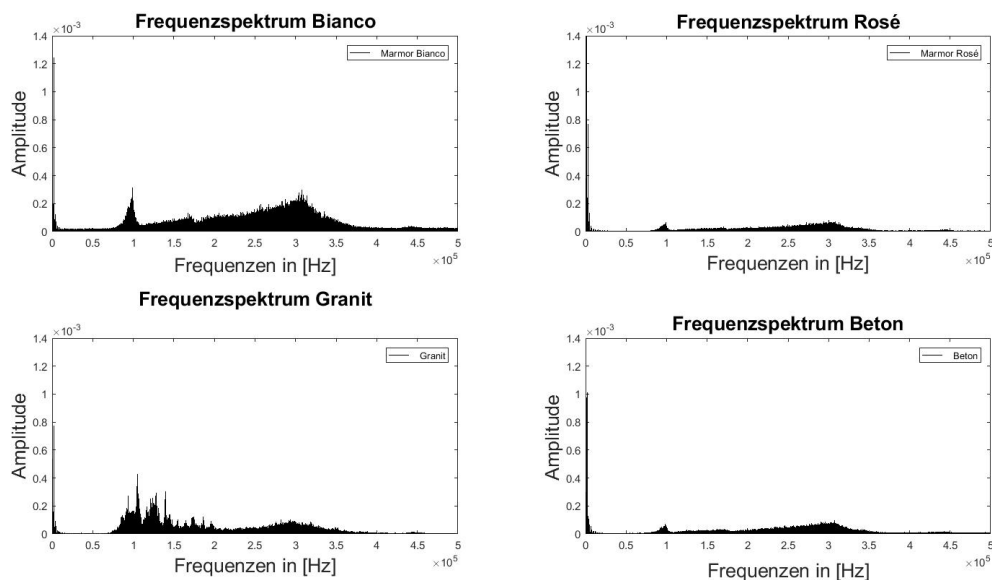 Frequenzspektrum Bianco
×10⁻³
1.4
1.2
1
0.8
0.6
0.4
0.2
0
Amplitude
Marmor Bianco
0 0.5 1 1.5 2 2.5 3 3.5 4 4.5 5
Frequenzen in [Hz]
×10⁵
Frequenzspektrum Rosé
×10⁻³
1.4
1.2
1
0.8
0.6
0.4
0.2
0
Amplitude
Marmor Rosé
0 0.5 1 1.5 2 2.5 3 3.5 4 4.5 5
Frequenzen in [Hz]
×10⁵
Frequenzspektrum Granit
×10⁻³
1.4
1.2
1
0.8
0.6
0.4
0.2
0
Amplitude
Granit
0 0.5 1 1.5 2 2.5 3 3.5 4 4.5 5
Frequenzen in [Hz]
×10⁵
Frequenzspektrum Beton
×10⁻³
1.4
1.2
1
0.8
0.6
0.4
0.2
0
Amplitude
Beton
0 0.5 1 1.5 2 2.5 3 3.5 4 4.5 5
Frequenzen in [Hz]
×10⁵